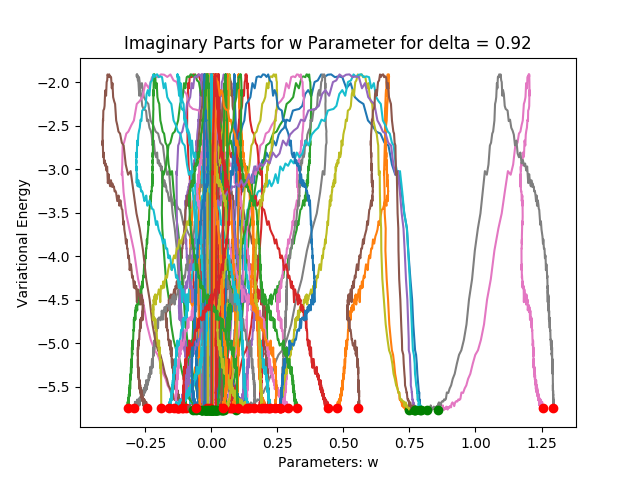 Imaginary Parts for w Parameter for delta = 0.92
Variational Energy
−2.0
−2.5
−3.0
−3.5
−4.0
−4.5
−5.0
−5.5
−0.25 0.00 0.25 0.50 0.75 1.00 1.25
Parameters: w